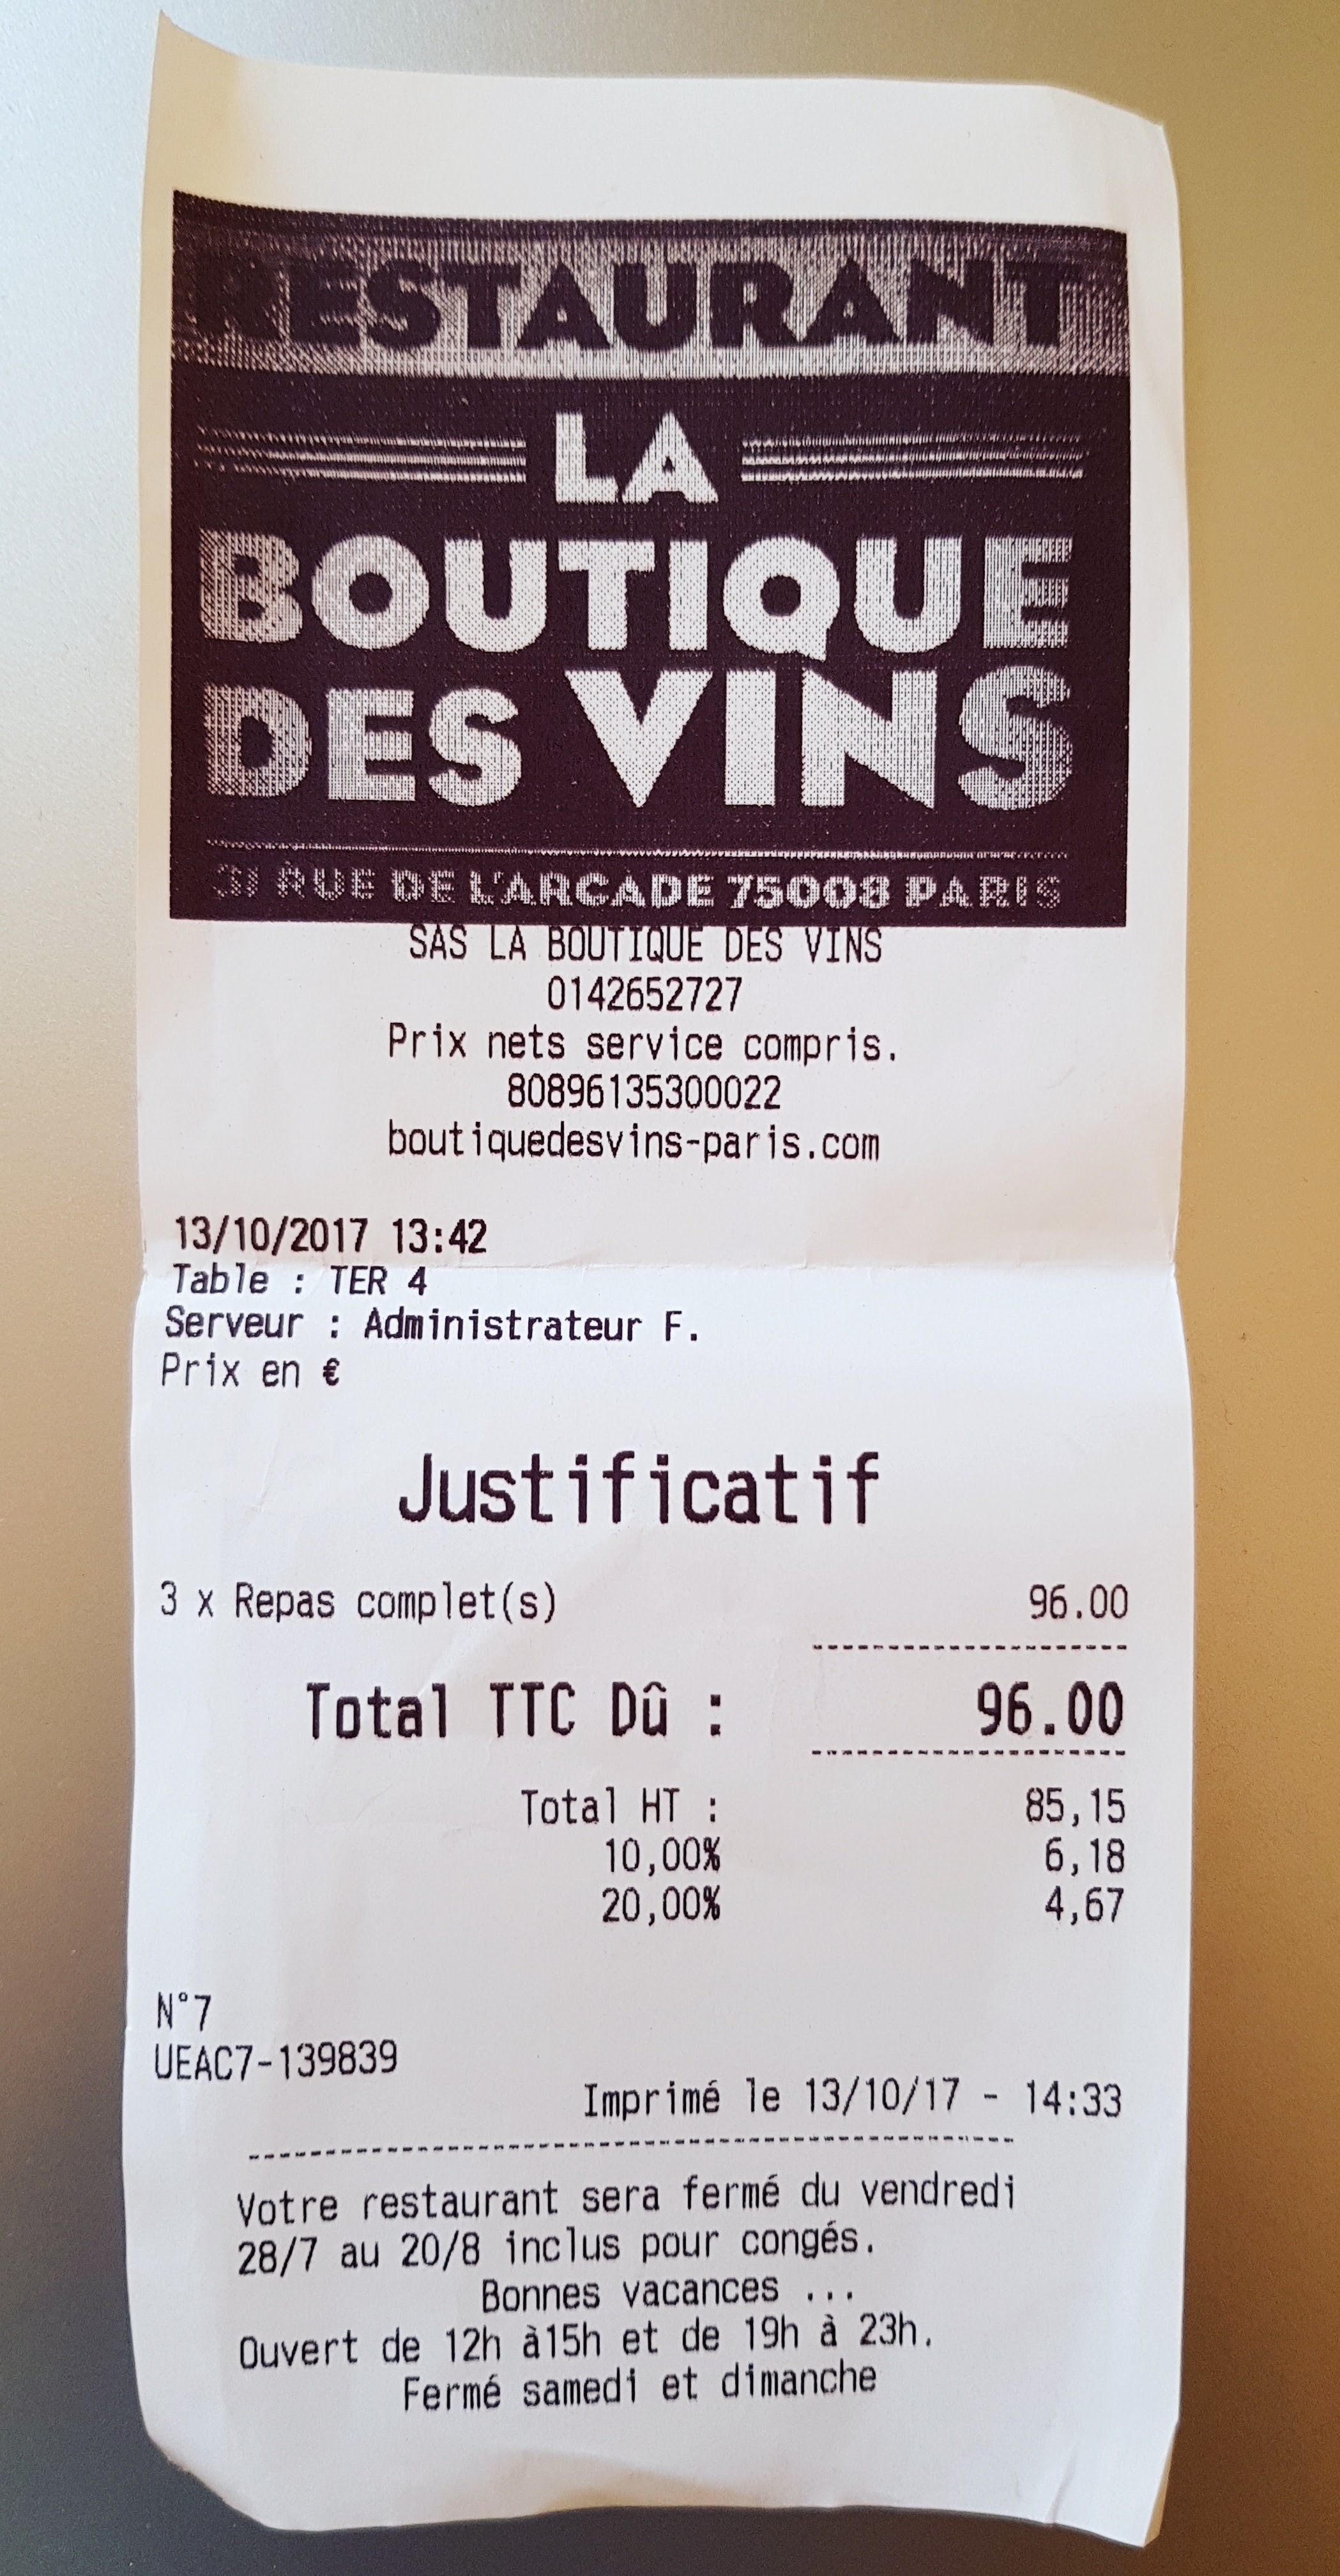 RESTAURANT
LA
BOUTIQUE
DES VINS
31 RUE DE L'ARCADE 75008 PARIS
SAS LA BOUTIQUE DES VINS
0142652727
Prix nets service compris.
80896135300022
boutiquedesvins-paris.com
13/10/2017 13:42
Table : TER 4
Serveur : Administrateur F.
Prix en €
Justificatif
3 x Repas complet(s) 96.00
Total TTC Dû : 96.00
Total HT : 85,15
10,00% 6,18
20,00% 4,67
N°7
UEAC7-139839
Imprimé le 13/10/17 - 14:33
Votre restaurant sera fermé du vendredi
28/7 au 20/8 inclus pour congés.
Bonnes vacances ...
Ouvert de 12h à15h et de 19h à 23h.
Fermé samedi et dimanche